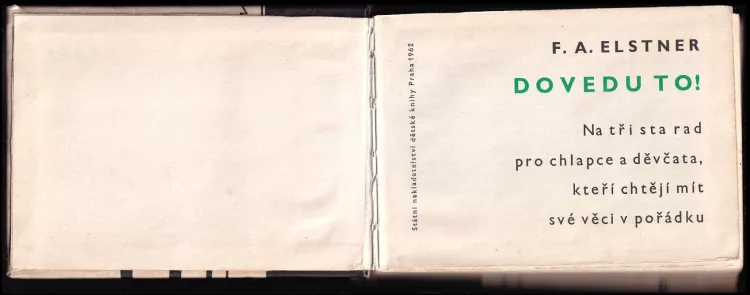 F. A. ELSTNER
DOVEDU TO!
Na tři sta rad
pro chlapce a děvčata,
kteří chtějí mít
své věci v pořádku
Státní nakladatelství dětské knihy Praha 1962